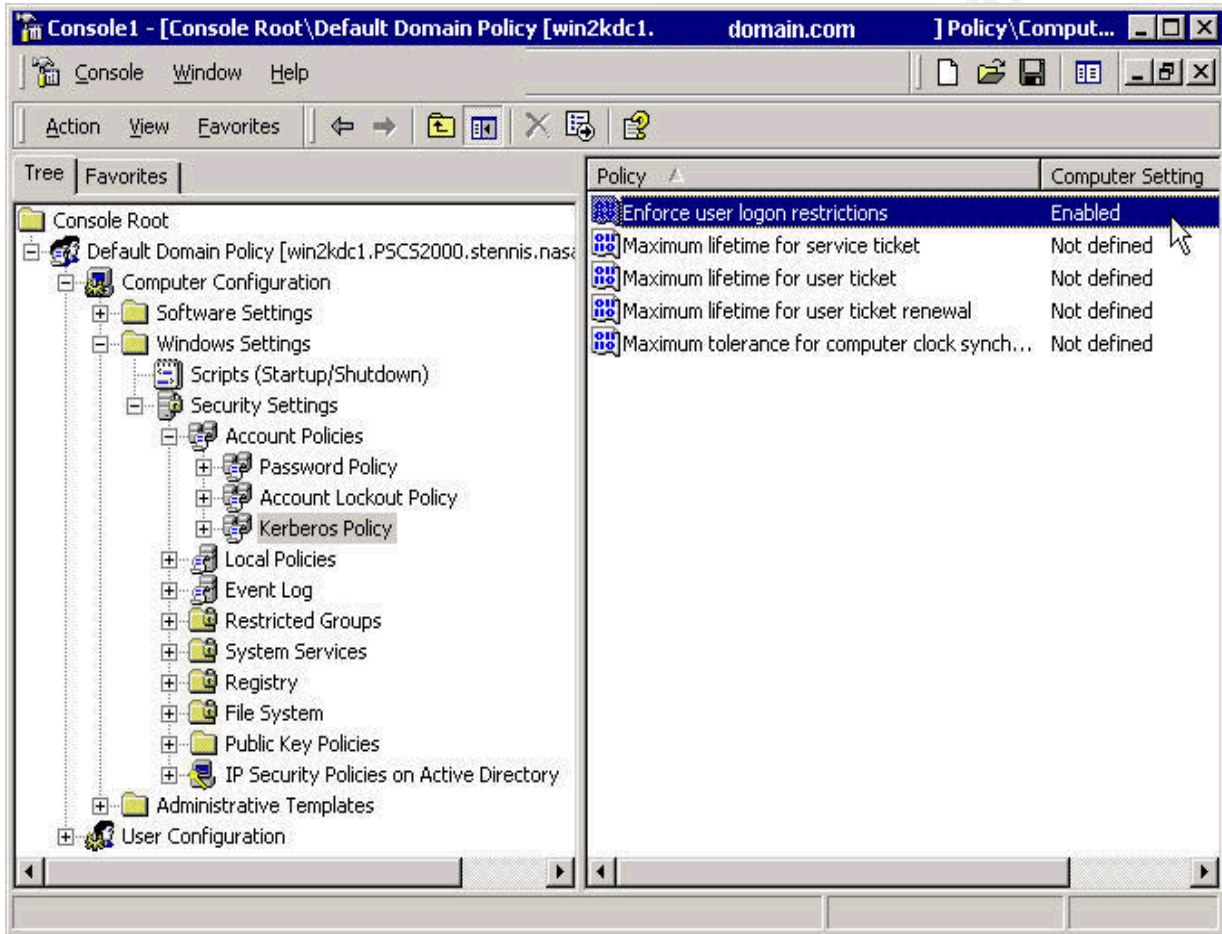 Console1 - [Console Root\Default Domain Policy [win2kdc1. domain.com ] Policy\Comput...
Console Window Help
Action View Favorites
Tree Favorites
Policy Computer Setting
Console Root
Default Domain Policy [win2kdc1.PSCS2000.stennis.nasa
Computer Configuration
Software Settings
Windows Settings
Scripts (Startup/Shutdown)
Security Settings
Account Policies
Password Policy
Account Lockout Policy
Kerberos Policy
Local Policies
Event Log
Restricted Groups
System Services
Registry
File System
Public Key Policies
IP Security Policies on Active Directory
Administrative Templates
User Configuration
Enforce user logon restrictions Enabled
Maximum lifetime for service ticket Not defined
Maximum lifetime for user ticket Not defined
Maximum lifetime for user ticket renewal Not defined
Maximum tolerance for computer clock synch... Not defined